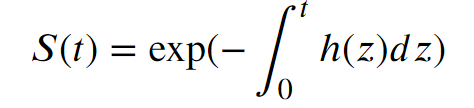 S(t) = exp(− ∫₀ᵗ h(z)dz)